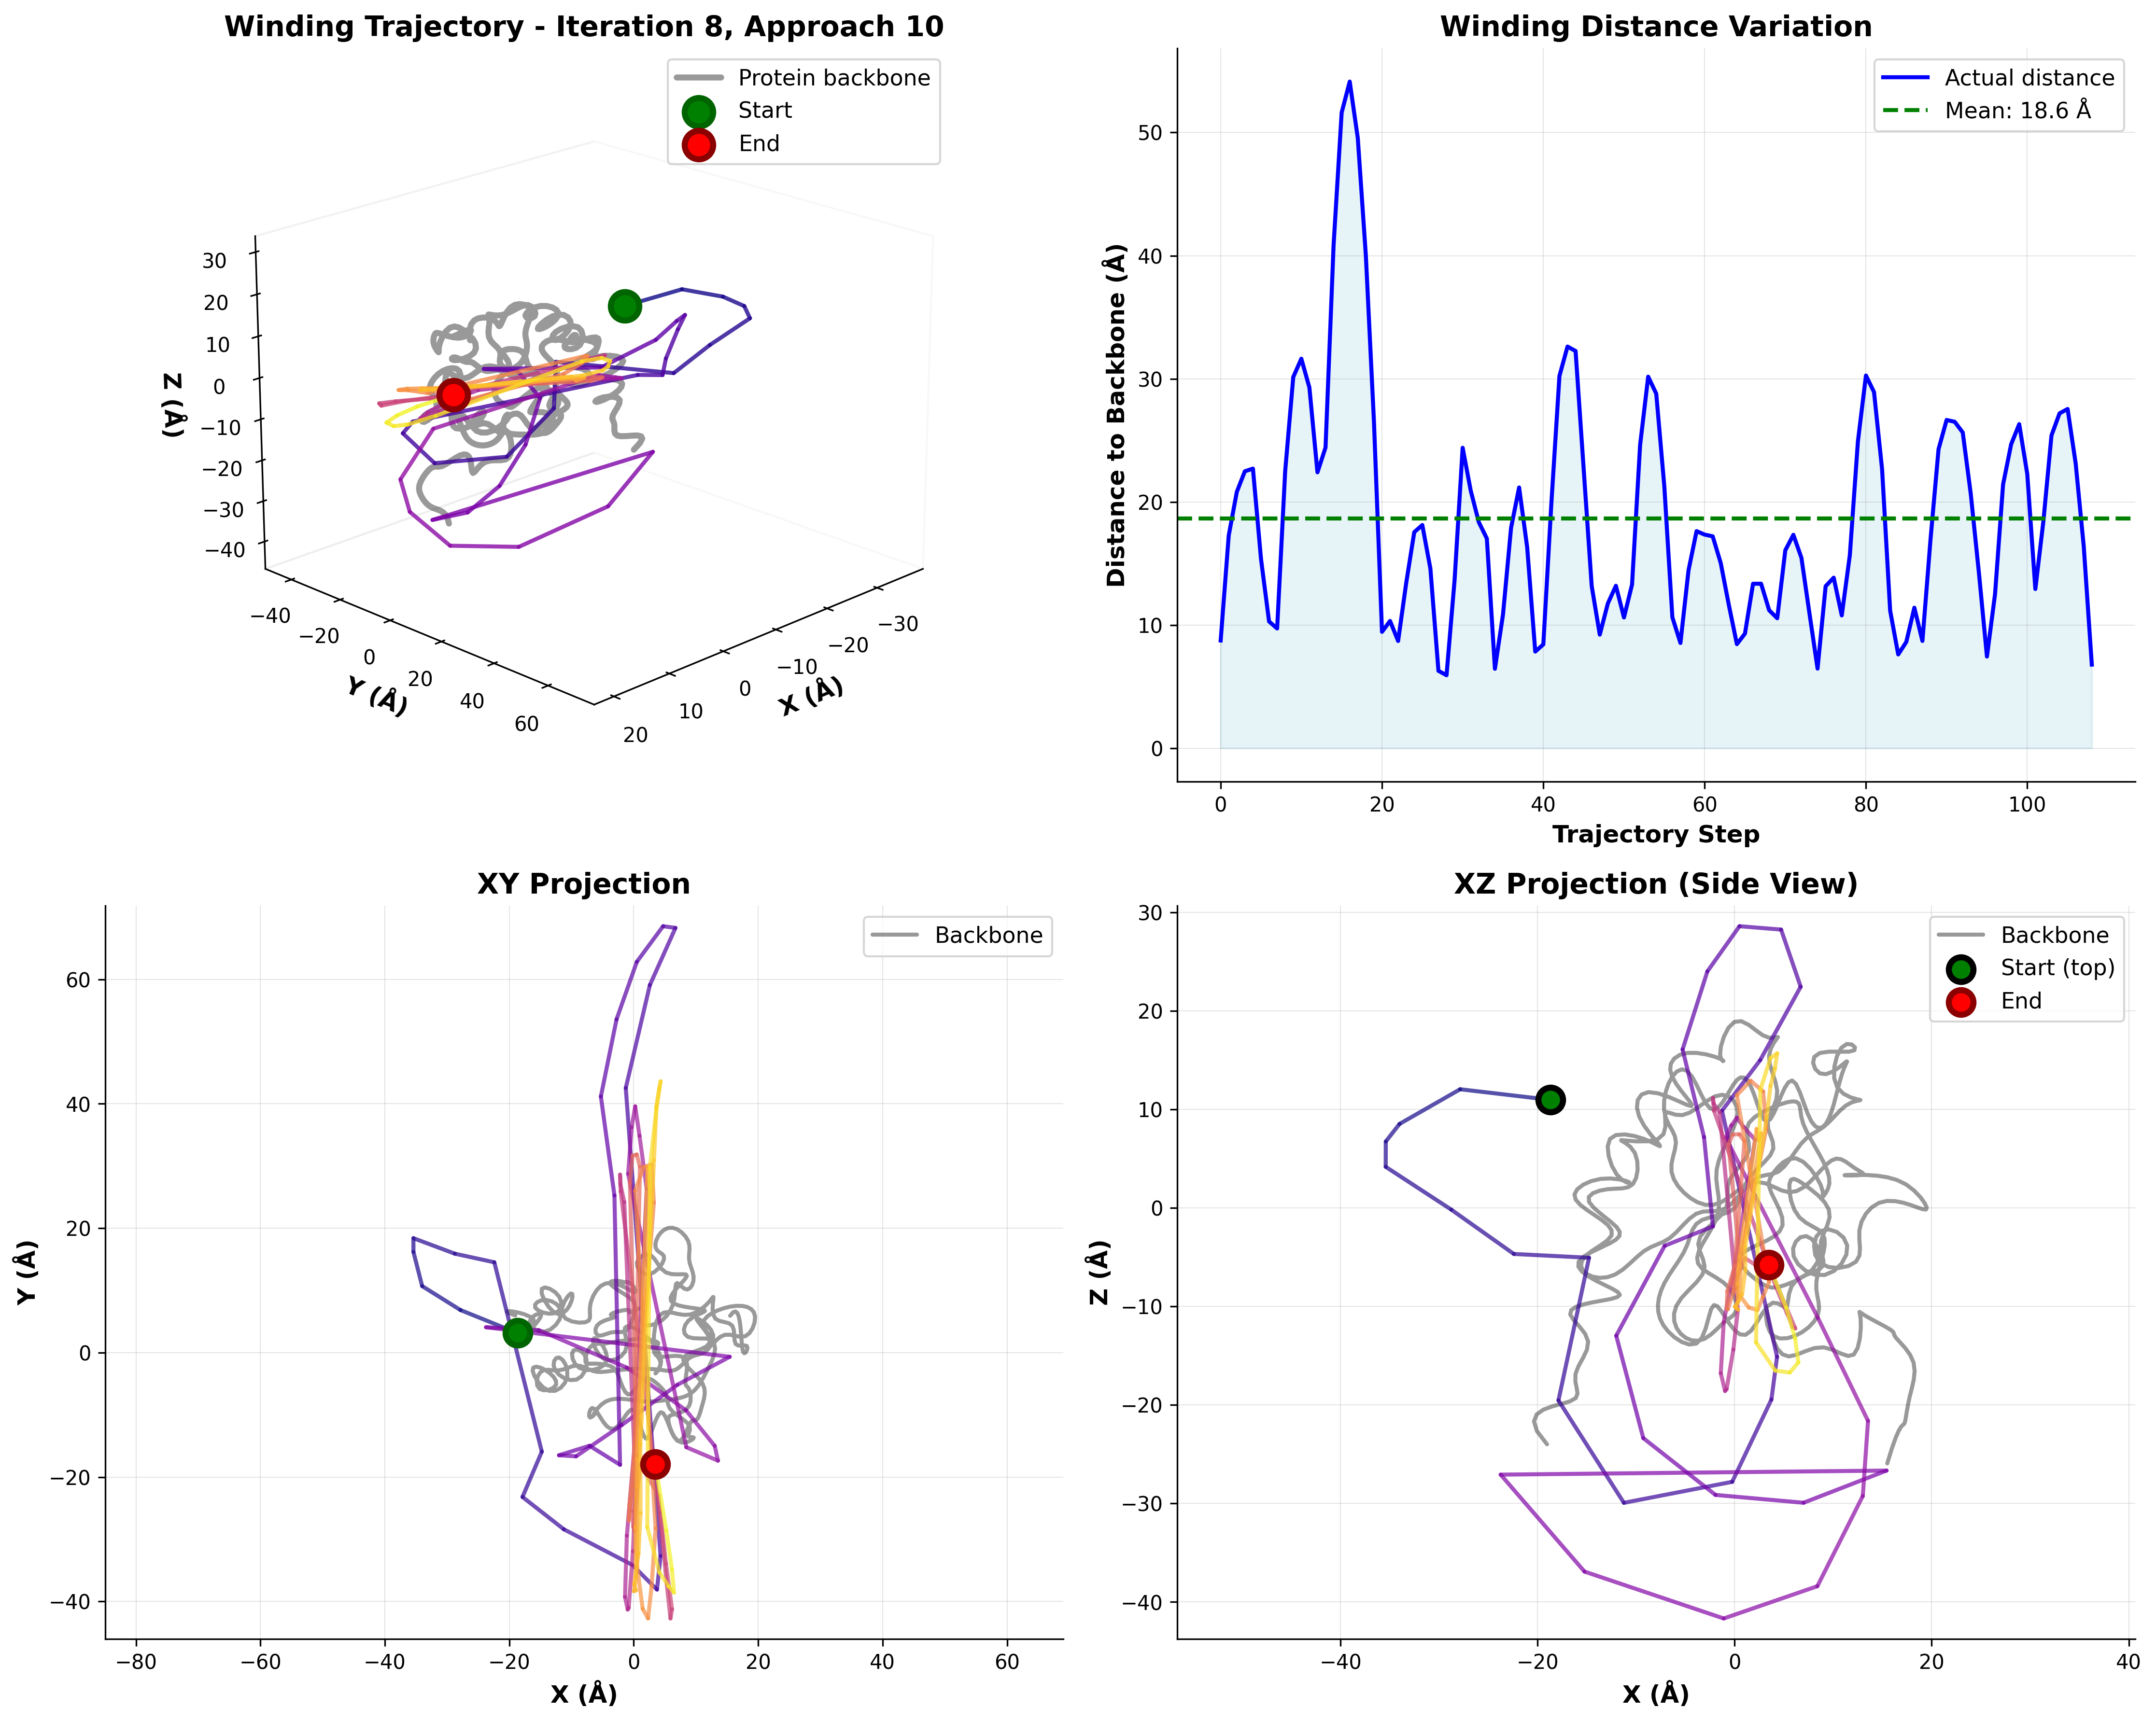 Winding Trajectory - Iteration 8, Approach 10
Protein backbone
Start
End
30
20
10
0
−10
−20
−30
−40
Z (Å)
−40
−20
0
20
40
60
Y (Å)
20
10
0
−10
−20
−30
X (Å)
Winding Distance Variation
Actual distance
Mean: 18.6 Å
50
40
30
20
10
0
Distance to Backbone (Å)
0
20
40
60
80
100
Trajectory Step
XY Projection
Backbone
60
40
20
0
−20
−40
Y (Å)
−80
−60
−40
−20
0
20
40
60
X (Å)
XZ Projection (Side View)
Backbone
Start (top)
End
30
20
10
0
−10
−20
−30
−40
Z (Å)
−40
−20
0
20
40
X (Å)